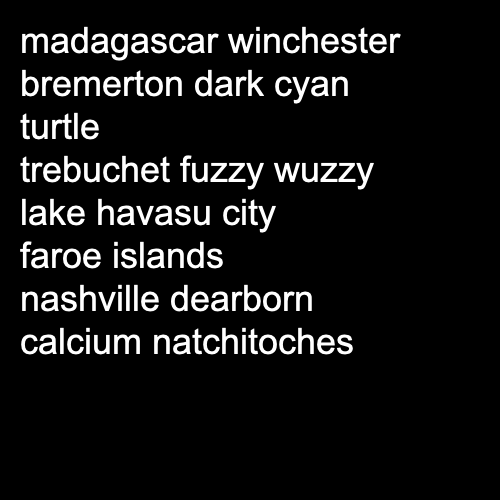 madagascar winchester
bremerton dark cyan
turtle
trebuchet fuzzy wuzzy
lake havasu city
faroe islands
nashville dearborn
calcium natchitoches